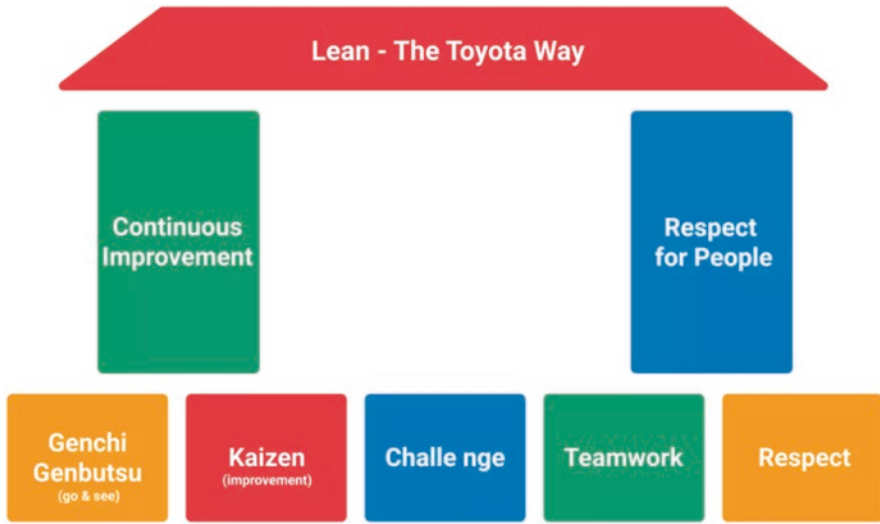 Lean - The Toyota Way
Continuous
Improvement
Respect
for People
Genchi
Genbutsu
(go & see)
Kaizen
(improvement)
Challe nge
Teamwork
Respect